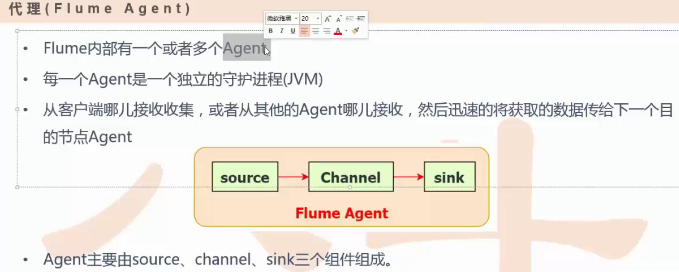 代理(Flume Agent)
微软雅黑 20
B I U A
• Flume内部有一个或者多个Agent
• 每一个Agent是一个独立的守护进程(JVM)
• 从客户端哪儿接收收集，或者从其他的Agent哪儿接收，然后迅速的将获取的数据传给下一个目
的节点Agent
source Channel sink
Flume Agent
• Agent主要由source、channel、sink三个组件组成。